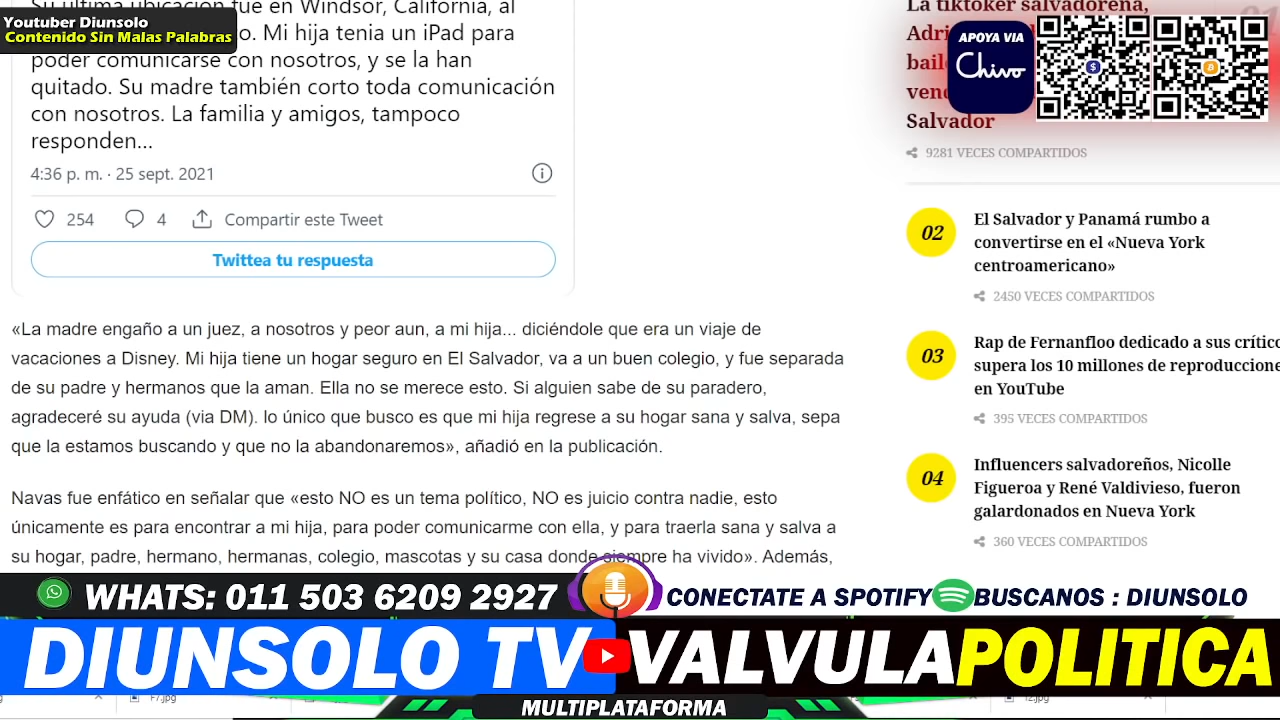 Youtuber Diunsolo
Contenido Sin Malas Palabras
Su última ubicación fue en Windsor, California, al
o. Mi hija tenia un iPad para
poder comunicarse con nosotros, y se la han
quitado. Su madre también corto toda comunicación
con nosotros. La familia y amigos, tampoco
responden...
4:36 p. m. · 25 sept. 2021
254
4
Compartir este Tweet
Twittea tu respuesta
«La madre engaño a un juez, a nosotros y peor aun, a mi hija... diciéndole que era un viaje de
vacaciones a Disney. Mi hija tiene un hogar seguro en El Salvador, va a un buen colegio, y fue separada
de su padre y hermanos que la aman. Ella no se merece esto. Si alguien sabe de su paradero,
agradeceré su ayuda (via DM). lo único que busco es que mi hija regrese a su hogar sana y salva, sepa
que la estamos buscando y que no la abandonaremos», añadió en la publicación.
Navas fue enfático en señalar que «esto NO es un tema político, NO es juicio contra nadie, esto
únicamente es para encontrar a mi hija, para poder comunicarme con ella, y para traerla sana y salva a
su hogar, padre, hermano, hermanas, colegio, mascotas y su casa donde siempre ha vivido». Además,
01
La tiktoker salvadoreña,
Adri
baile
vend
Salvador
9281 VECES COMPARTIDOS
APOYA VIA
Chivo
02
El Salvador y Panamá rumbo a
convertirse en el «Nueva York
centroamericano»
2450 VECES COMPARTIDOS
03
Rap de Fernanfloo dedicado a sus crítico
supera los 10 millones de reproducione
en YouTube
395 VECES COMPARTIDOS
04
Influencers salvadoreños, Nicolle
Figueroa y René Valdivieso, fueron
galardonados en Nueva York
360 VECES COMPARTIDOS
WHATS: 011 503 6209 2927
CONECTATE A SPOTIFY BUSCANOS : DIUNSOLO
DIUNSOLO TV VALVULA POLITICA
F7.jpg
12.jpg
MULTIPLATAFORMA